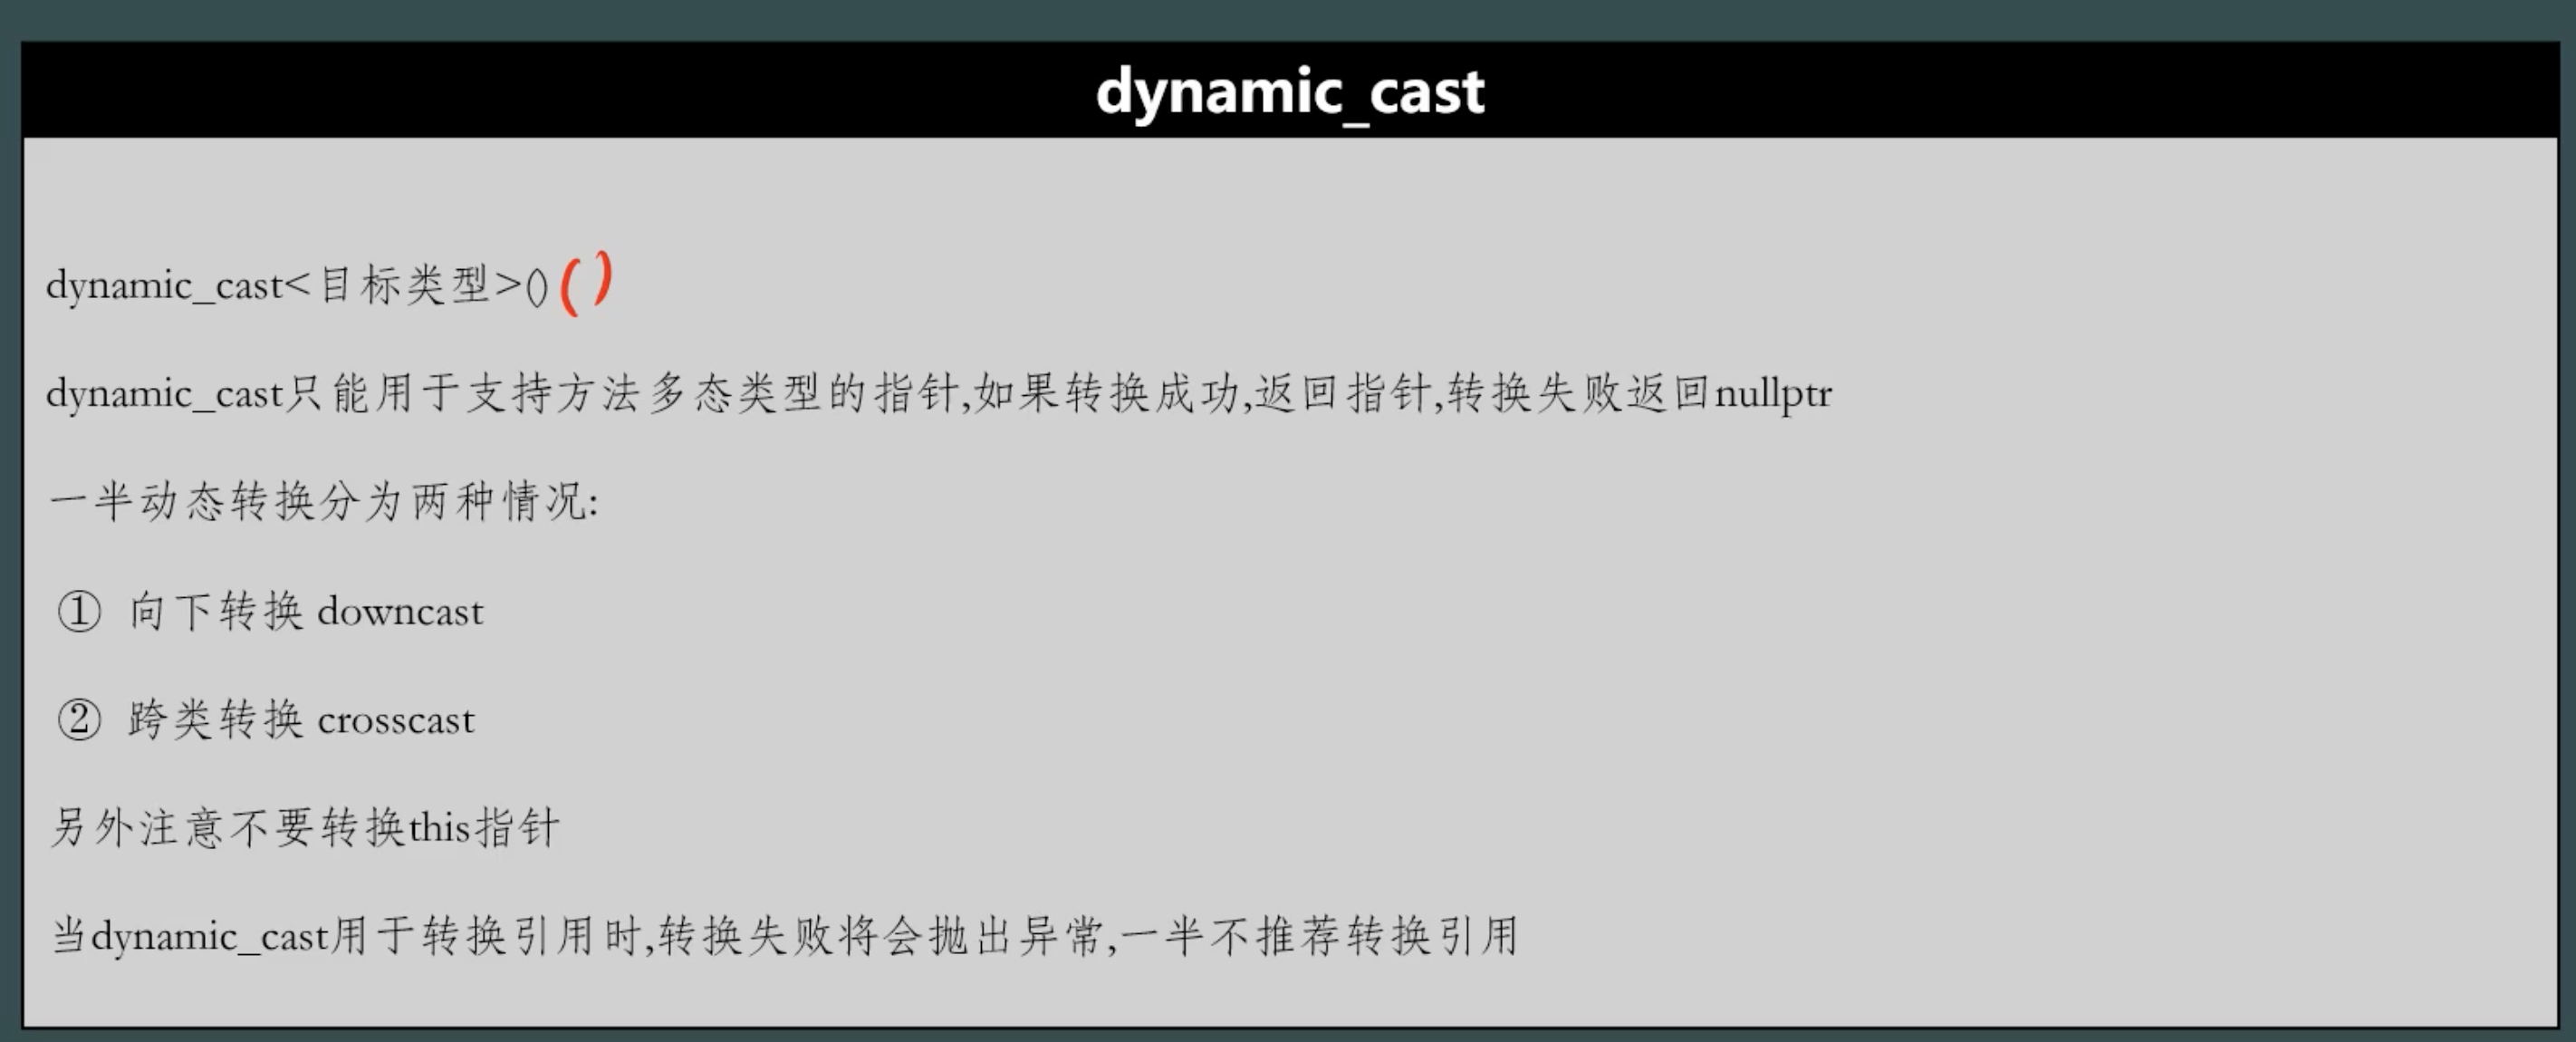 dynamic_cast
dynamic_cast<目标类型>()()
dynamic_cast只能用于支持方法多态类型的指针,如果转换成功,返回指针,转换失败返回nullptr
一半动态转换分为两种情况:
① 向下转换 downcast
② 跨类转换 crosscast
另外注意不要转换this指针
当dynamic_cast用于转换引用时,转换失败将会抛出异常,一半不推荐转换引用